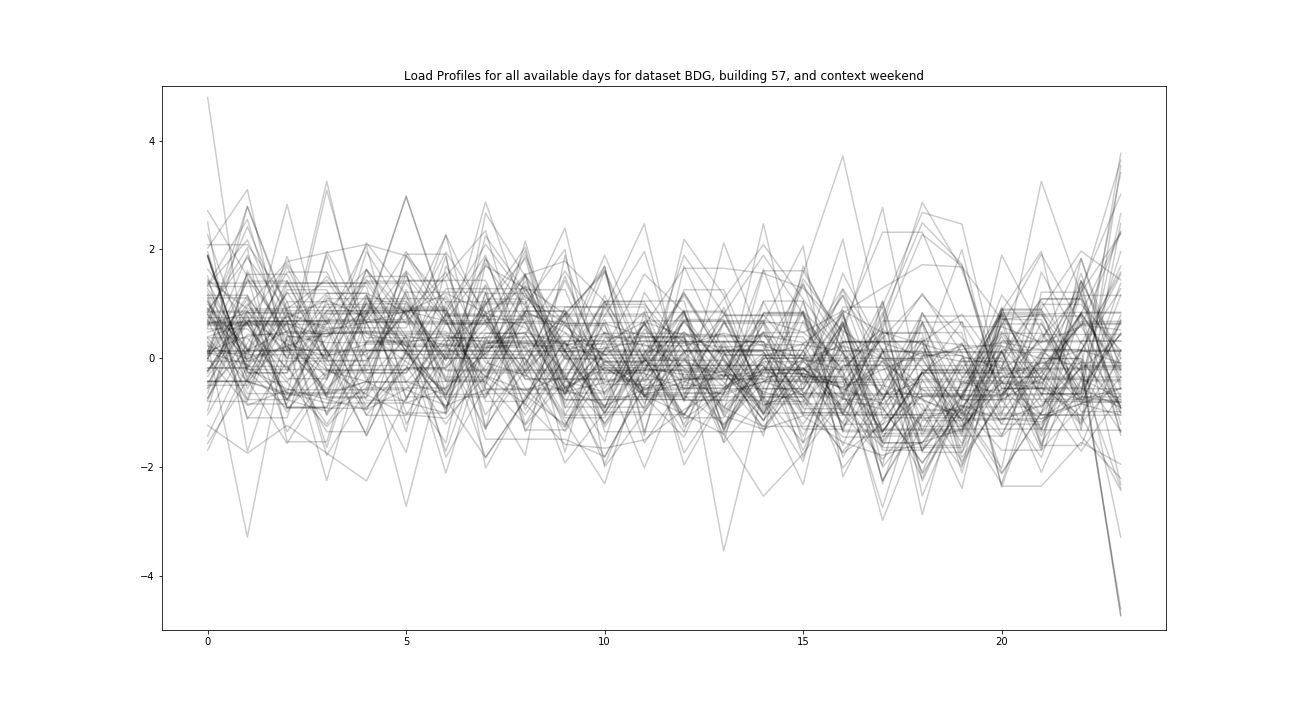 Load Profiles for all available days for dataset BDG, building 57, and context weekend
4
2
0
−2
−4
0 5 10 15 20